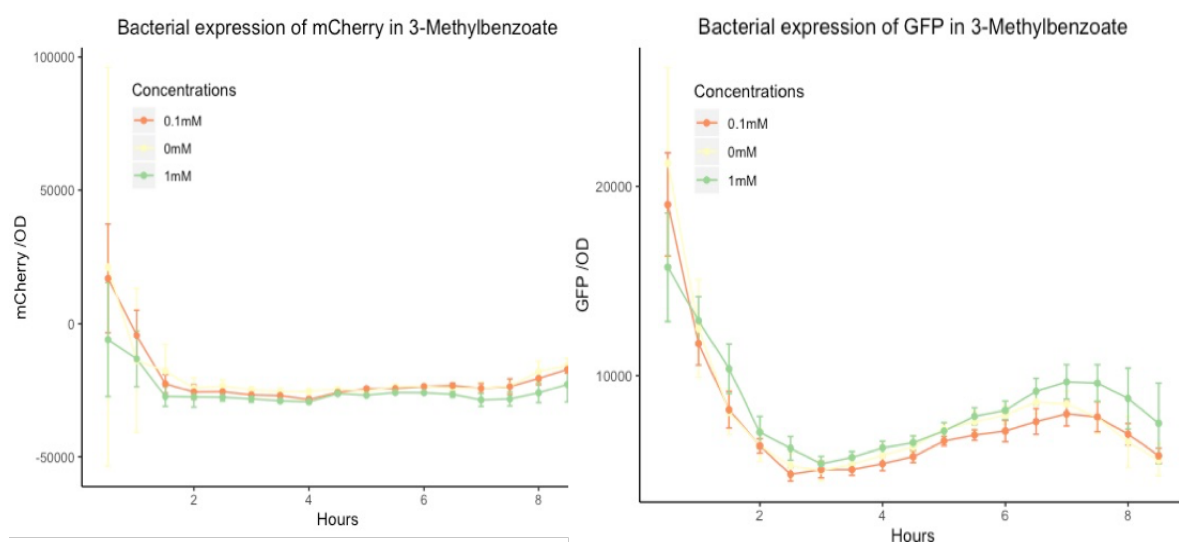 Bacterial expression of mCherry in 3-Methylbenzoate
100000
50000
0
-50000
mCherry /OD
Concentrations
0.1mM
0mM
1mM
2
4
6
8
Hours
Bacterial expression of GFP in 3-Methylbenzoate
20000
10000
GFP /OD
Concentrations
0.1mM
0mM
1mM
2
4
6
8
Hours